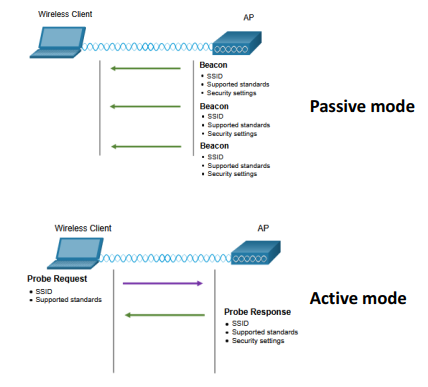 Wireless Client
AP
Beacon
• SSID
• Supported standards
• Security settings
Beacon
• SSID
• Supported standards
• Security settings
Beacon
• SSID
• Supported standards
• Security settings
Passive mode
Wireless Client
AP
Probe Request
• SSID
• Supported standards
Probe Response
• SSID
• Supported standards
• Security settings
Active mode